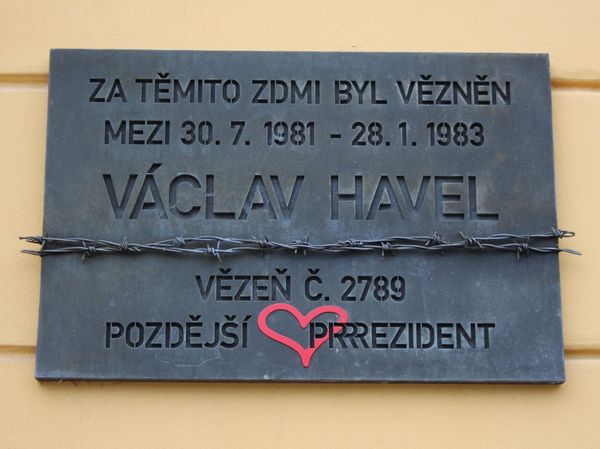 ZA TĚMITO ZDMI BYL VĚZNĚN
MEZI 30. 7. 1981 - 28. 1. 1983
VÁCLAV HAVEL
VĚZEŇ Č. 2789
POZDĚJŠÍ PRRREZIDENT